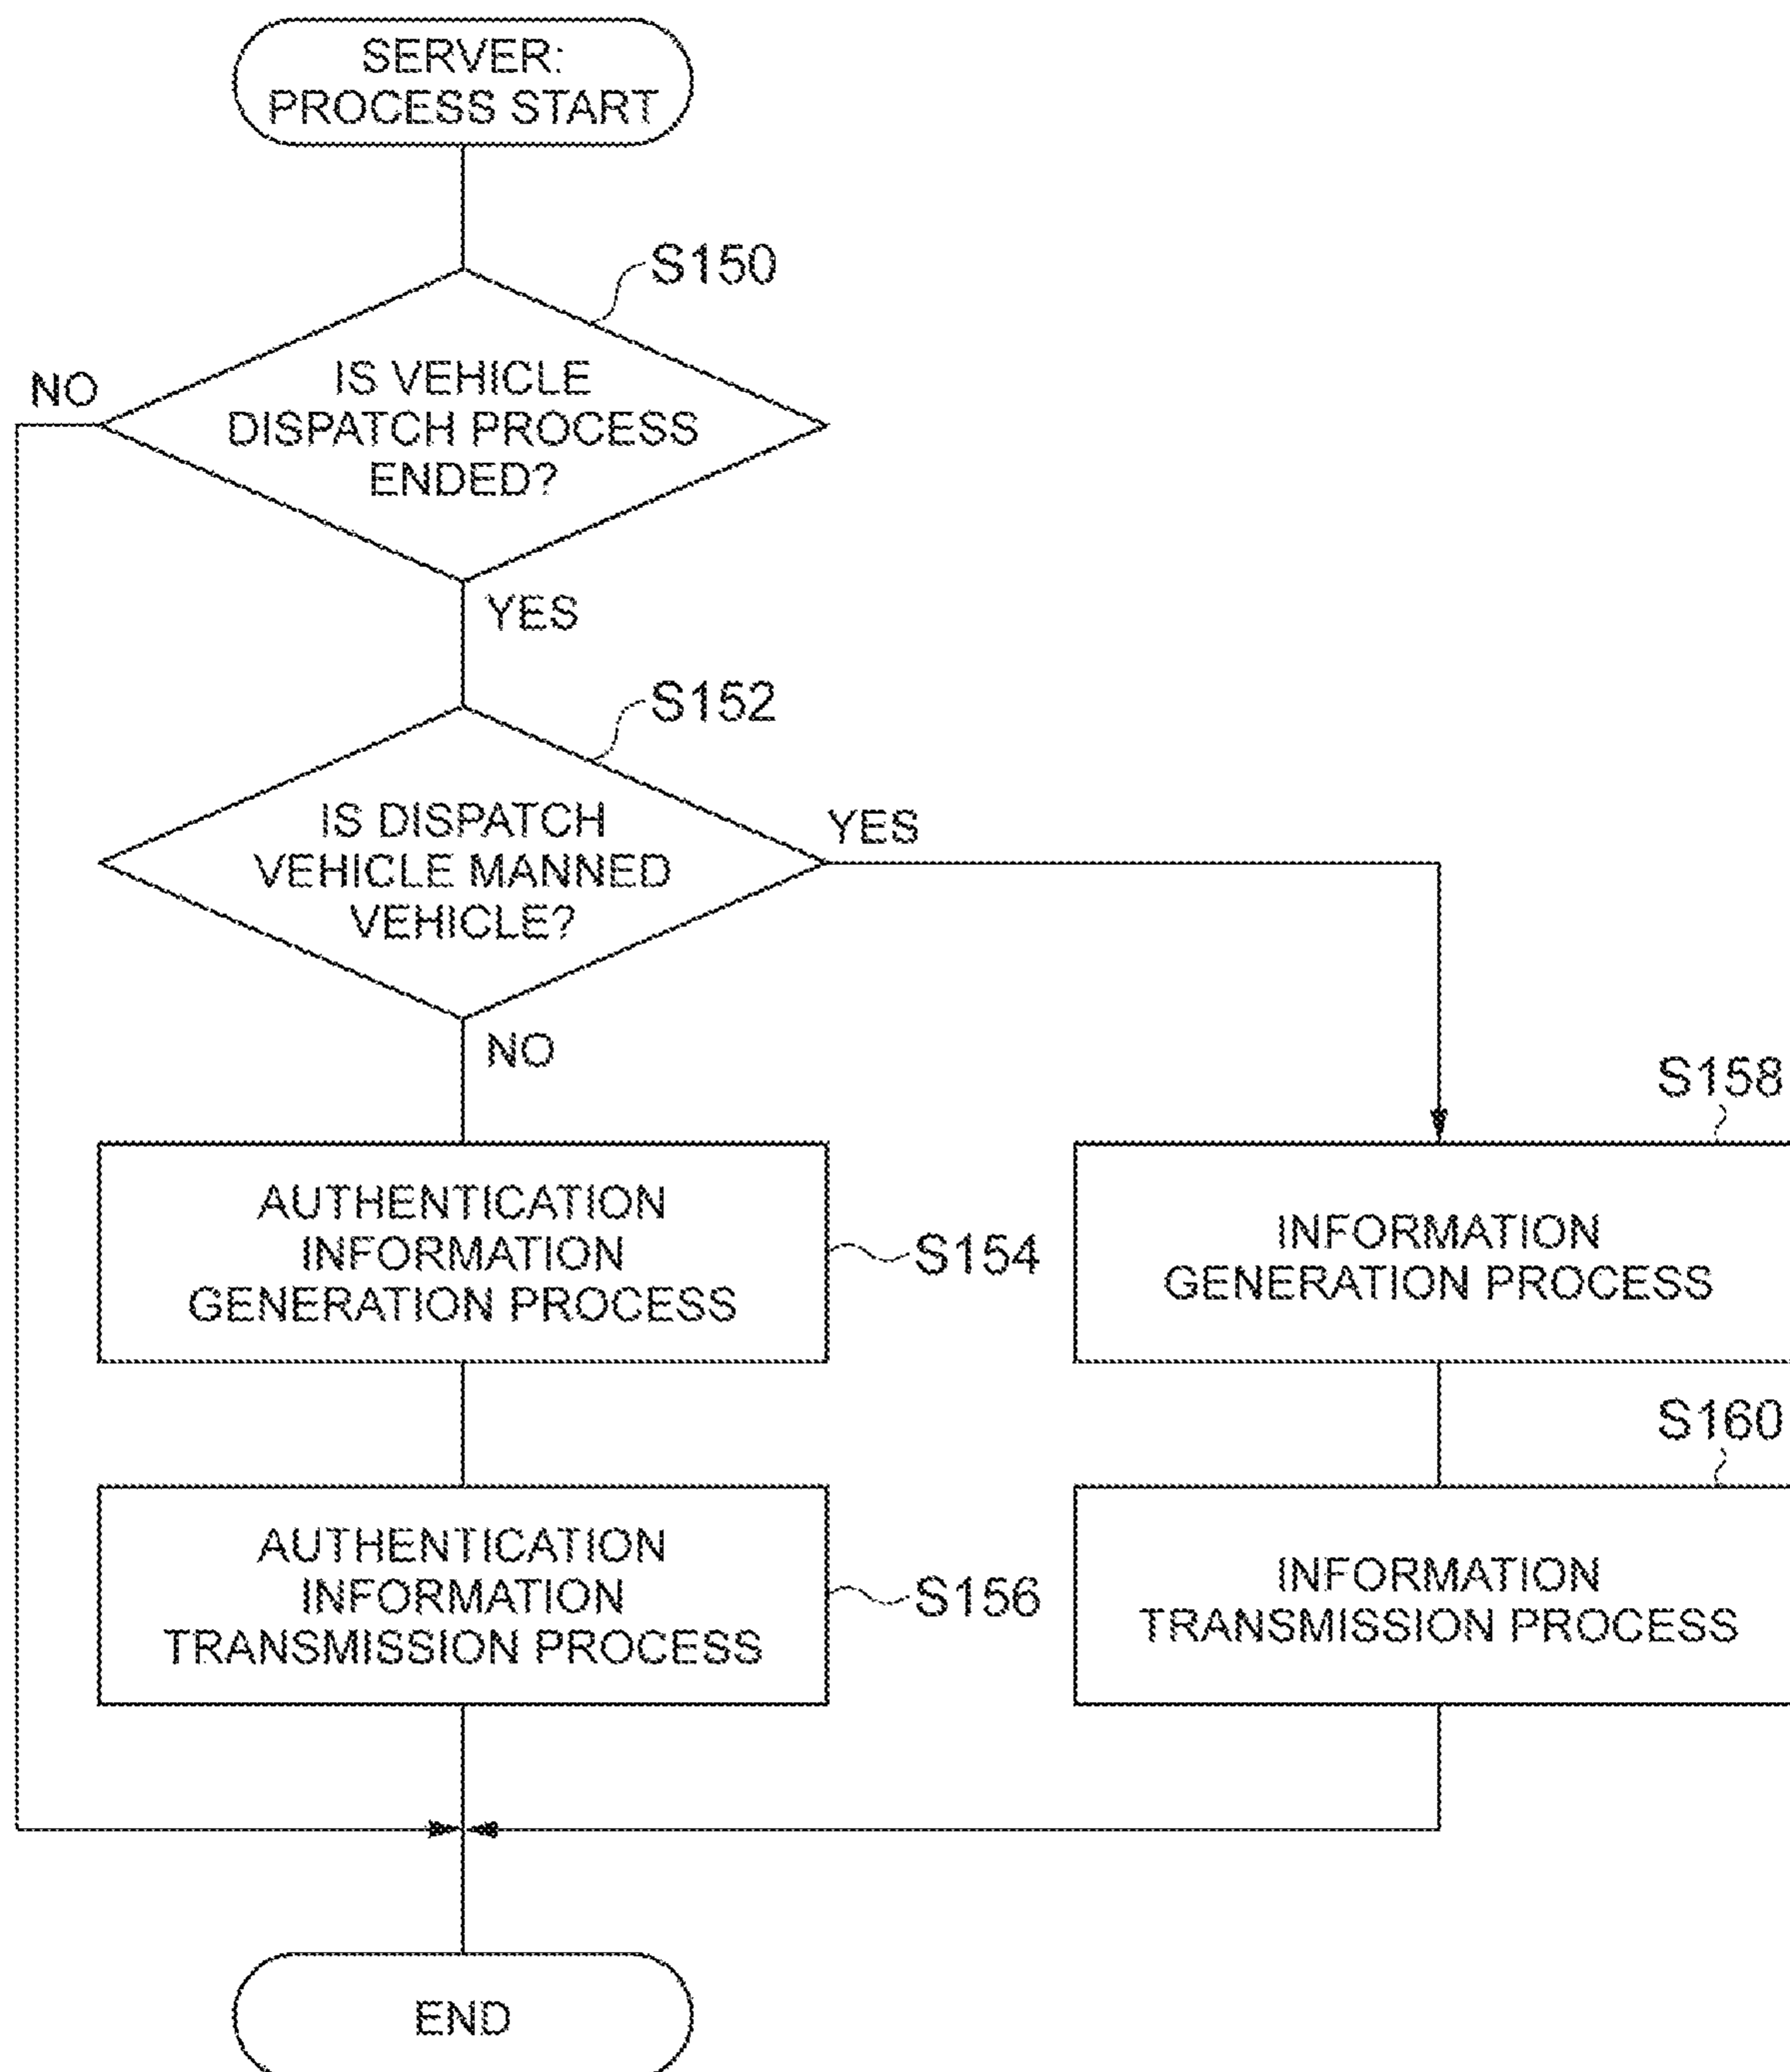 SERVER:
PROCESS START
S150
NO
IS VEHICLE
DISPATCH PROCESS
ENDED?
YES
S152
IS DISPATCH
VEHICLE MANNED
VEHICLE?
YES
NO
S158
AUTHENTICATION
INFORMATION
GENERATION PROCESS
S154
INFORMATION
GENERATION PROCESS
S160
AUTHENTICATION
INFORMATION
TRANSMISSION PROCESS
S156
INFORMATION
TRANSMISSION PROCESS
END